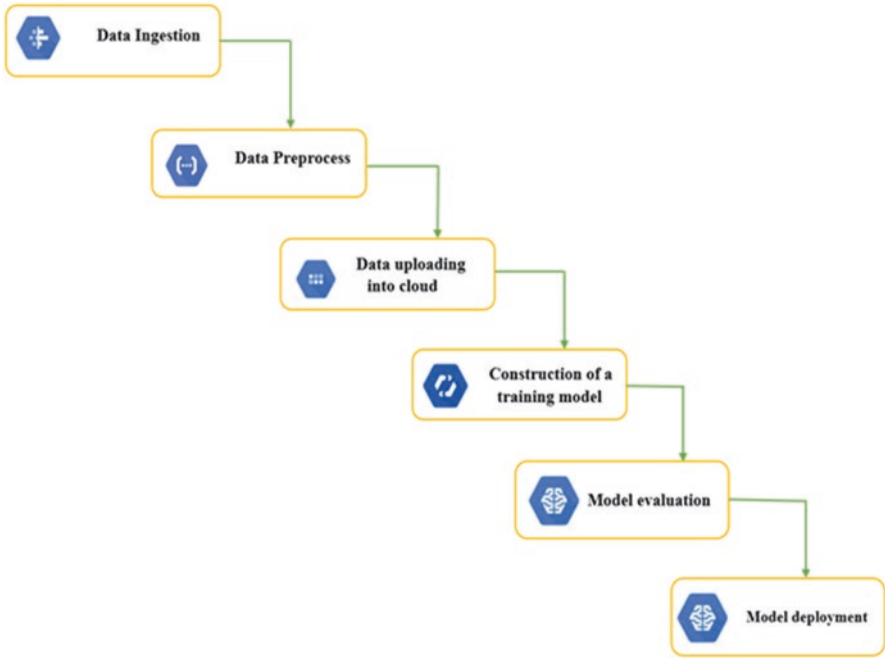 Data Ingestion
Data Preprocess
Data uploading
into cloud
Construction of a
training model
Model evaluation
Model deployment